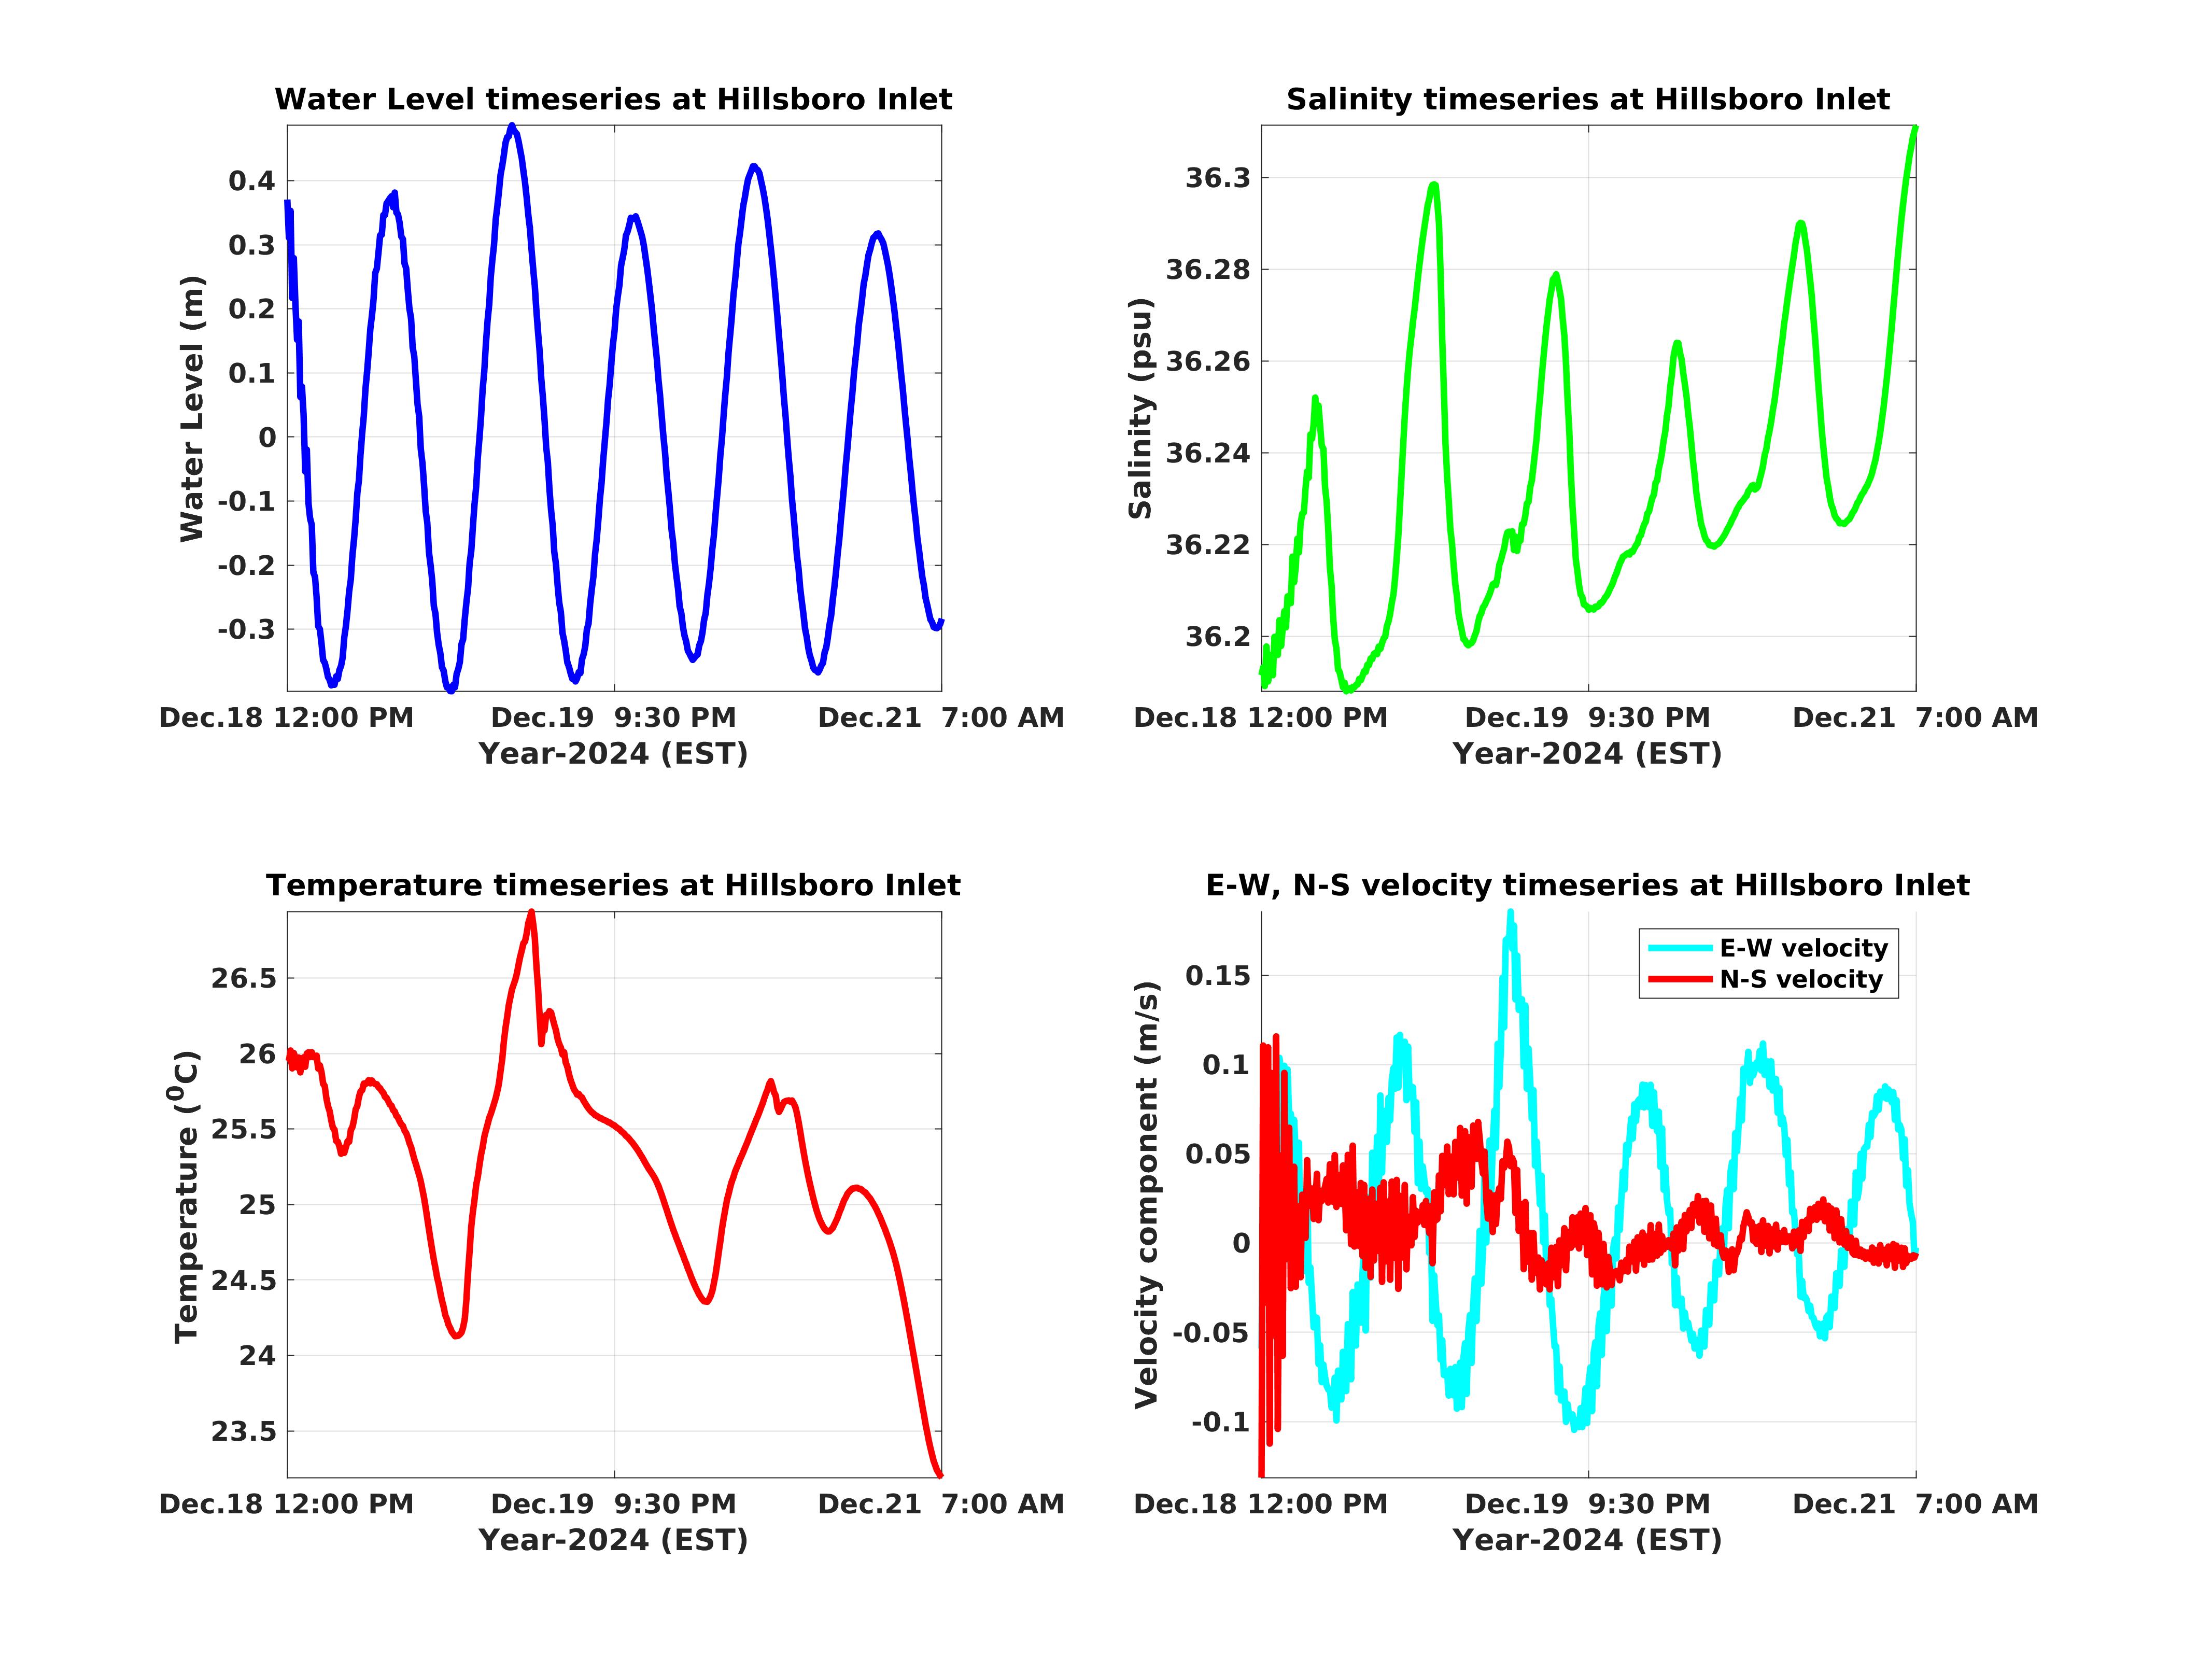 Water Level timeseries at Hillsboro Inlet
Water Level (m)
0.4
0.3
0.2
0.1
0
-0.1
-0.2
-0.3
Dec.18 12:00 PM Dec.19 9:30 PM Dec.21 7:00 AM
Year-2024 (EST)
Salinity timeseries at Hillsboro Inlet
Salinity (psu)
36.3
36.28
36.26
36.24
36.22
36.2
Dec.18 12:00 PM Dec.19 9:30 PM Dec.21 7:00 AM
Year-2024 (EST)
Temperature timeseries at Hillsboro Inlet
Temperature (⁰C)
26.5
26
25.5
25
24.5
24
23.5
Dec.18 12:00 PM Dec.19 9:30 PM Dec.21 7:00 AM
Year-2024 (EST)
E-W, N-S velocity timeseries at Hillsboro Inlet
E-W velocity
N-S velocity
Velocity component (m/s)
0.15
0.1
0.05
0
-0.05
-0.1
Dec.18 12:00 PM Dec.19 9:30 PM Dec.21 7:00 AM
Year-2024 (EST)